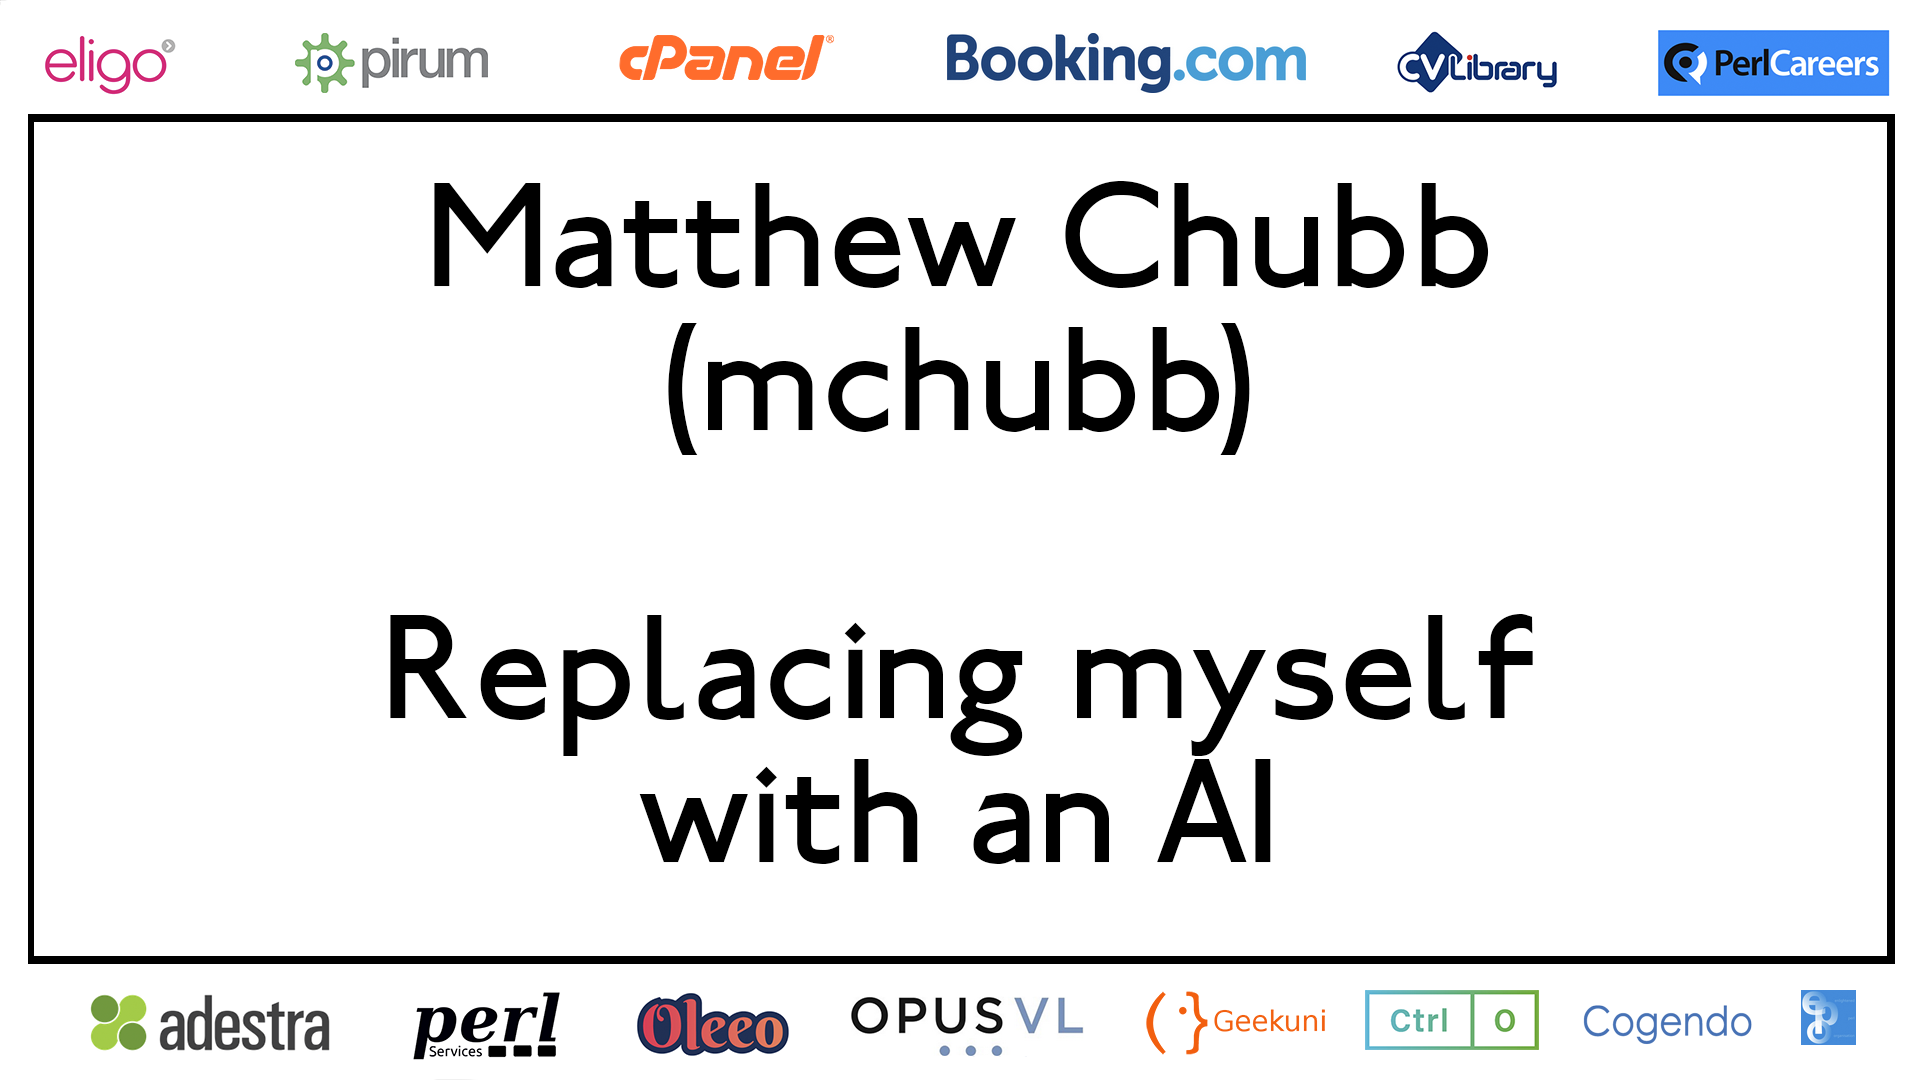 eligo
pirum
cPanel®
Booking.com
CVLibrary
PerlCareers
Matthew Chubb
(mchubb)
Replacing myself
with an AI
adestra
perl
Services
Oleeo
OPUS VL
Geekuni
Ctrl O
Cogendo
epo